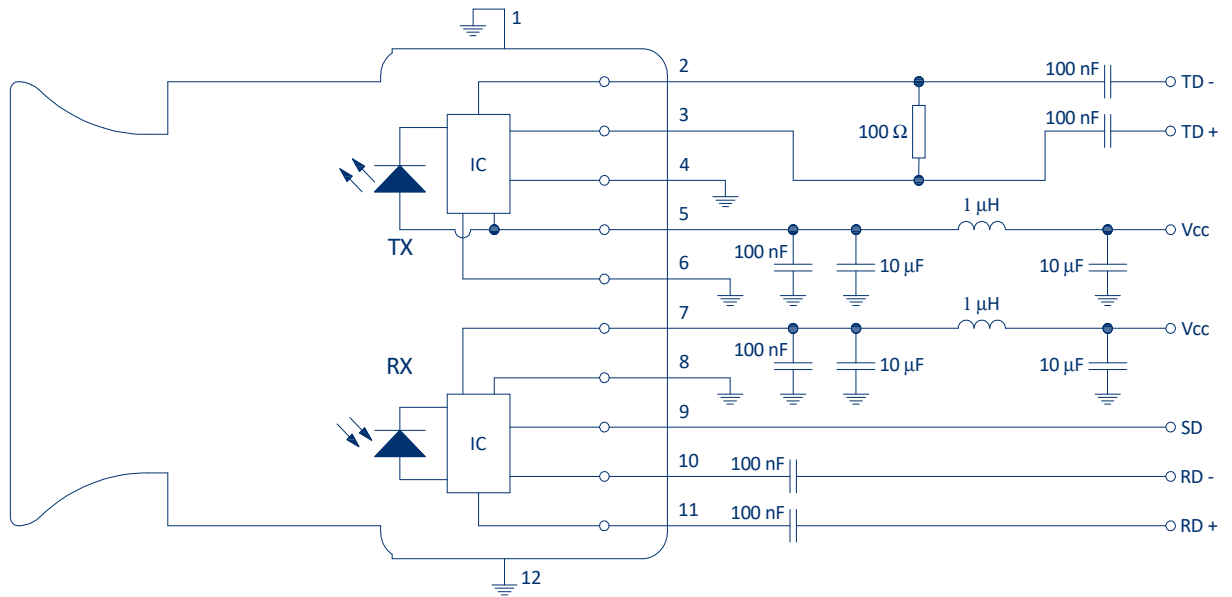 1
2
100 nF
TD -
3
100 nF
TD +
100 Ω
IC
4
TX
5
1 µH
Vcc
100 nF
10 µF
10 µF
6
1 µH
7
Vcc
RX
100 nF
10 µF
10 µF
8
9
SD
IC
10
100 nF
RD -
11
100 nF
RD +
12